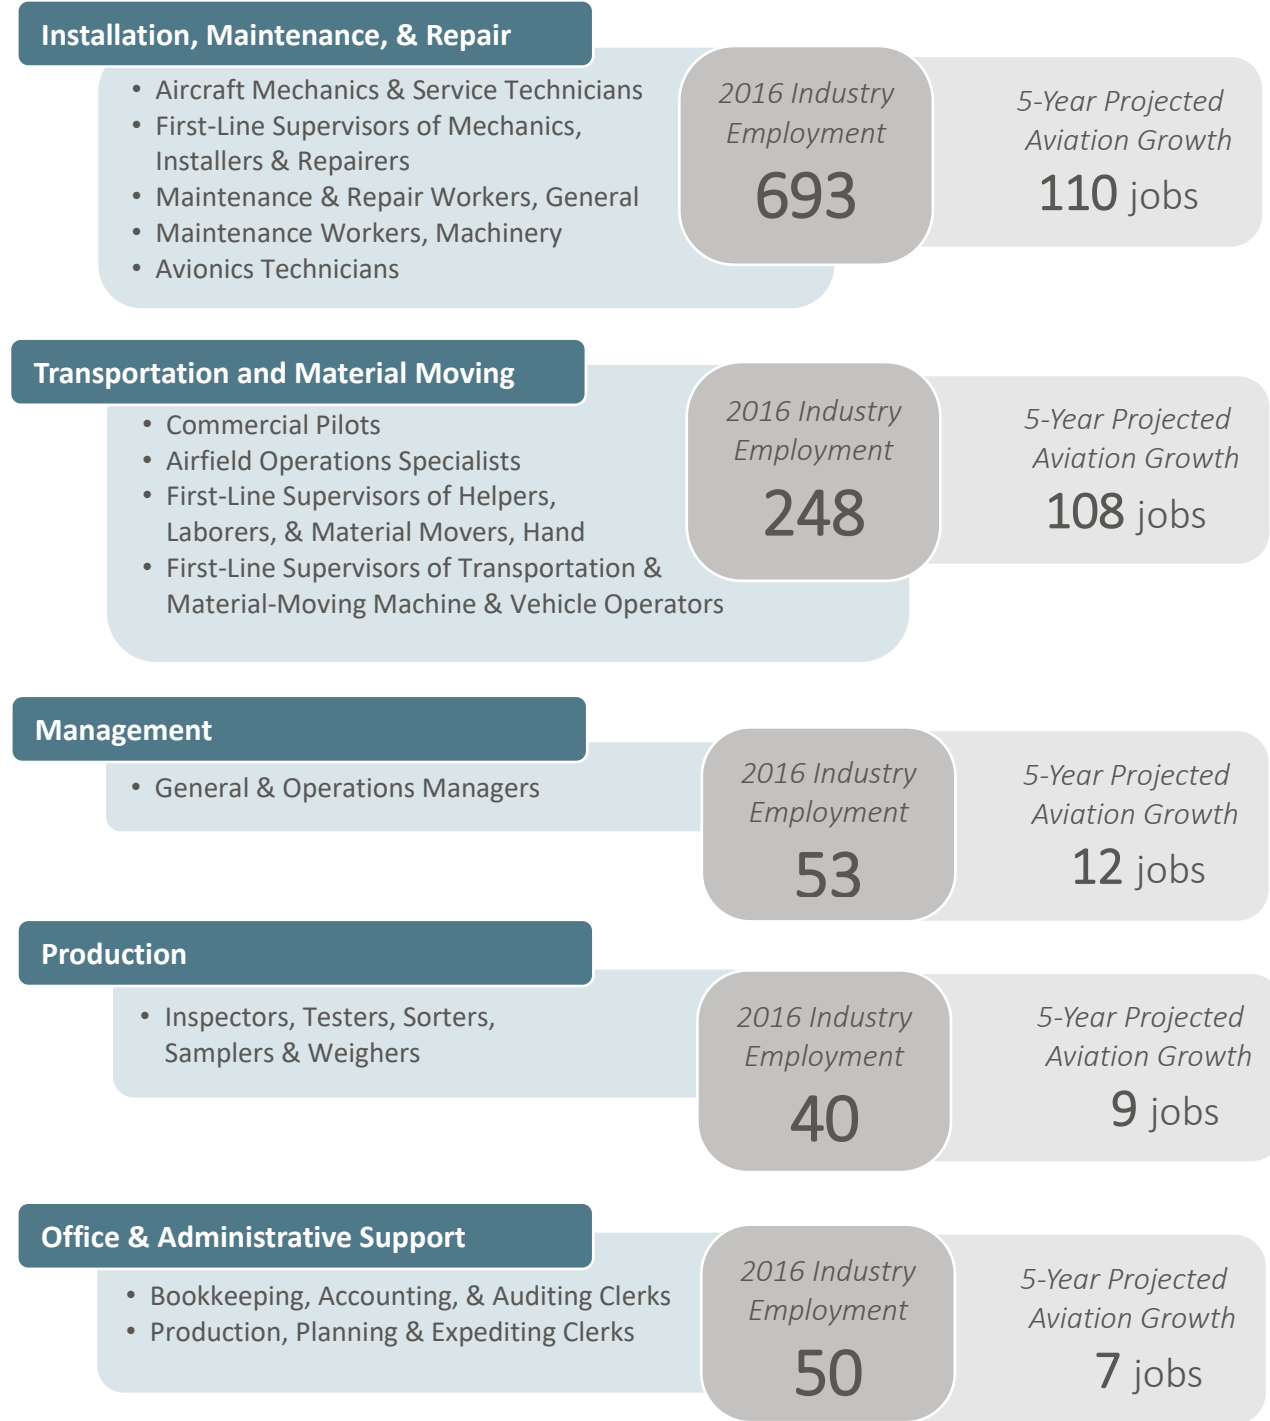 Installation, Maintenance, & Repair
• Aircraft Mechanics & Service Technicians
• First-Line Supervisors of Mechanics,
Installers & Repairers
• Maintenance & Repair Workers, General
• Maintenance Workers, Machinery
• Avionics Technicians
2016 Industry
Employment
693
5-Year Projected
Aviation Growth
110 jobs
Transportation and Material Moving
• Commercial Pilots
• Airfield Operations Specialists
• First-Line Supervisors of Helpers,
Laborers, & Material Movers, Hand
• First-Line Supervisors of Transportation &
Material-Moving Machine & Vehicle Operators
2016 Industry
Employment
248
5-Year Projected
Aviation Growth
108 jobs
Management
• General & Operations Managers
2016 Industry
Employment
53
5-Year Projected
Aviation Growth
12 jobs
Production
• Inspectors, Testers, Sorters,
Samplers & Weighers
2016 Industry
Employment
40
5-Year Projected
Aviation Growth
9 jobs
Office & Administrative Support
• Bookkeeping, Accounting, & Auditing Clerks
• Production, Planning & Expediting Clerks
2016 Industry
Employment
50
5-Year Projected
Aviation Growth
7 jobs